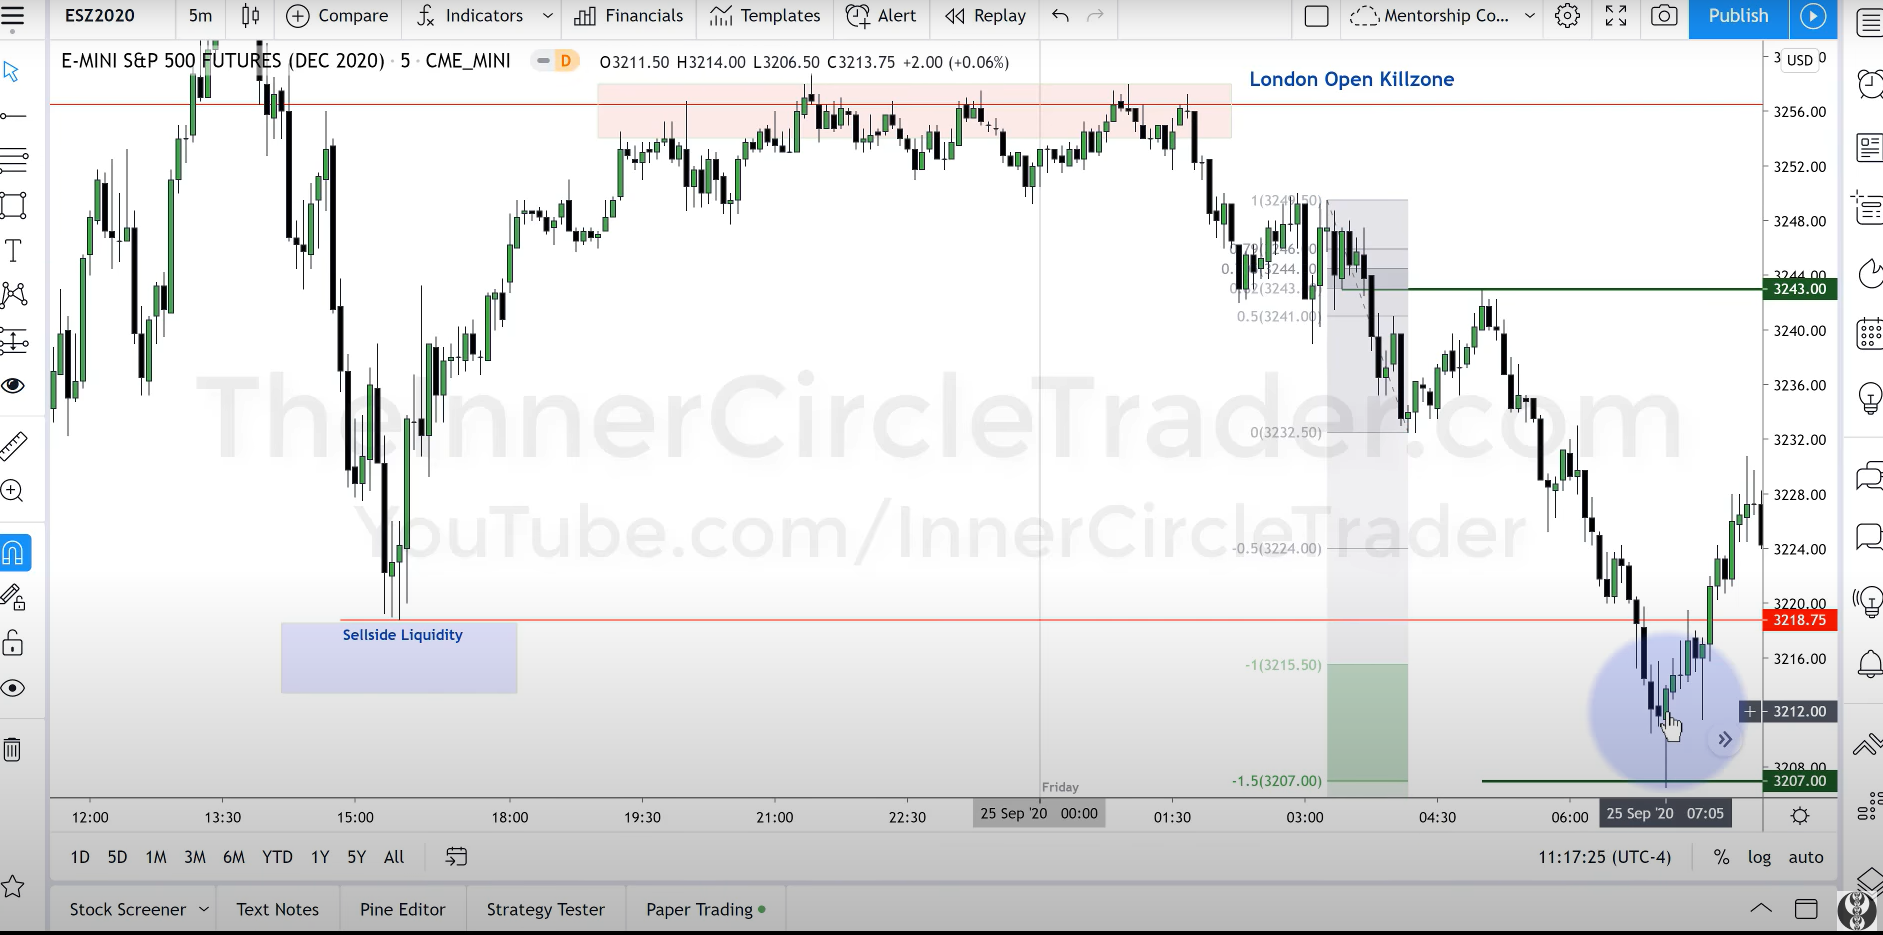 ESZ2020 5m Compare Indicators Financials Templates Alert Replay Mentorship Co... Publish
E-MINI S&P 500 FUTURES (DEC 2020) · 5 · CME_MINI D O3211.50 H3214.00 L3206.50 C3213.75 +2.00 (+0.06%)
USD
London Open Killzone
3256.00
3252.00
1(3249.50)
3248.00
3244.00
3243.00
0.5(3241.00)
3240.00
3236.00
TheInnerCircleTrader.com
0(3232.50)
3232.00
3228.00
YouTube.com/InnerCircleTrader
-0.5(3224.00)
3224.00
3220.00
3218.75
Sellside Liquidity
-1(3215.50)
3216.00
3212.00
3208.00
-1.5(3207.00)
3207.00
Friday
12:00 13:30 15:00 18:00 19:30 21:00 22:30 25 Sep '20 00:00 01:30 03:00 04:30 06:00 25 Sep '20 07:05
1D 5D 1M 3M 6M YTD 1Y 5Y All 11:17:25 (UTC-4) % log auto
Stock Screener Text Notes Pine Editor Strategy Tester Paper Trading